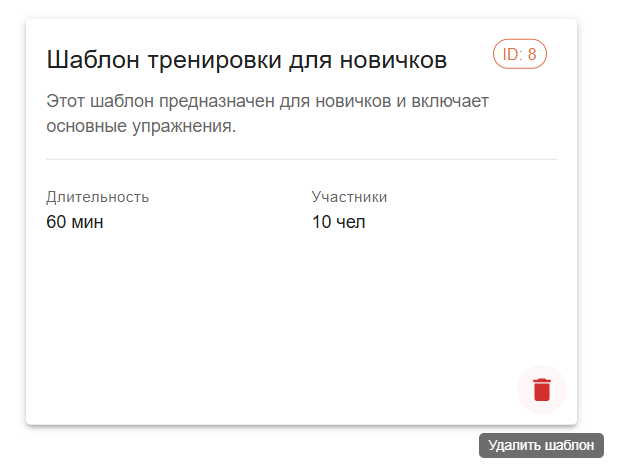 Шаблон тренировки для новичков
ID: 8
Этот шаблон предназначен для новичков и включает
основные упражнения.
Длительность
Участники
60 мин
10 чел
Удалить шаблон